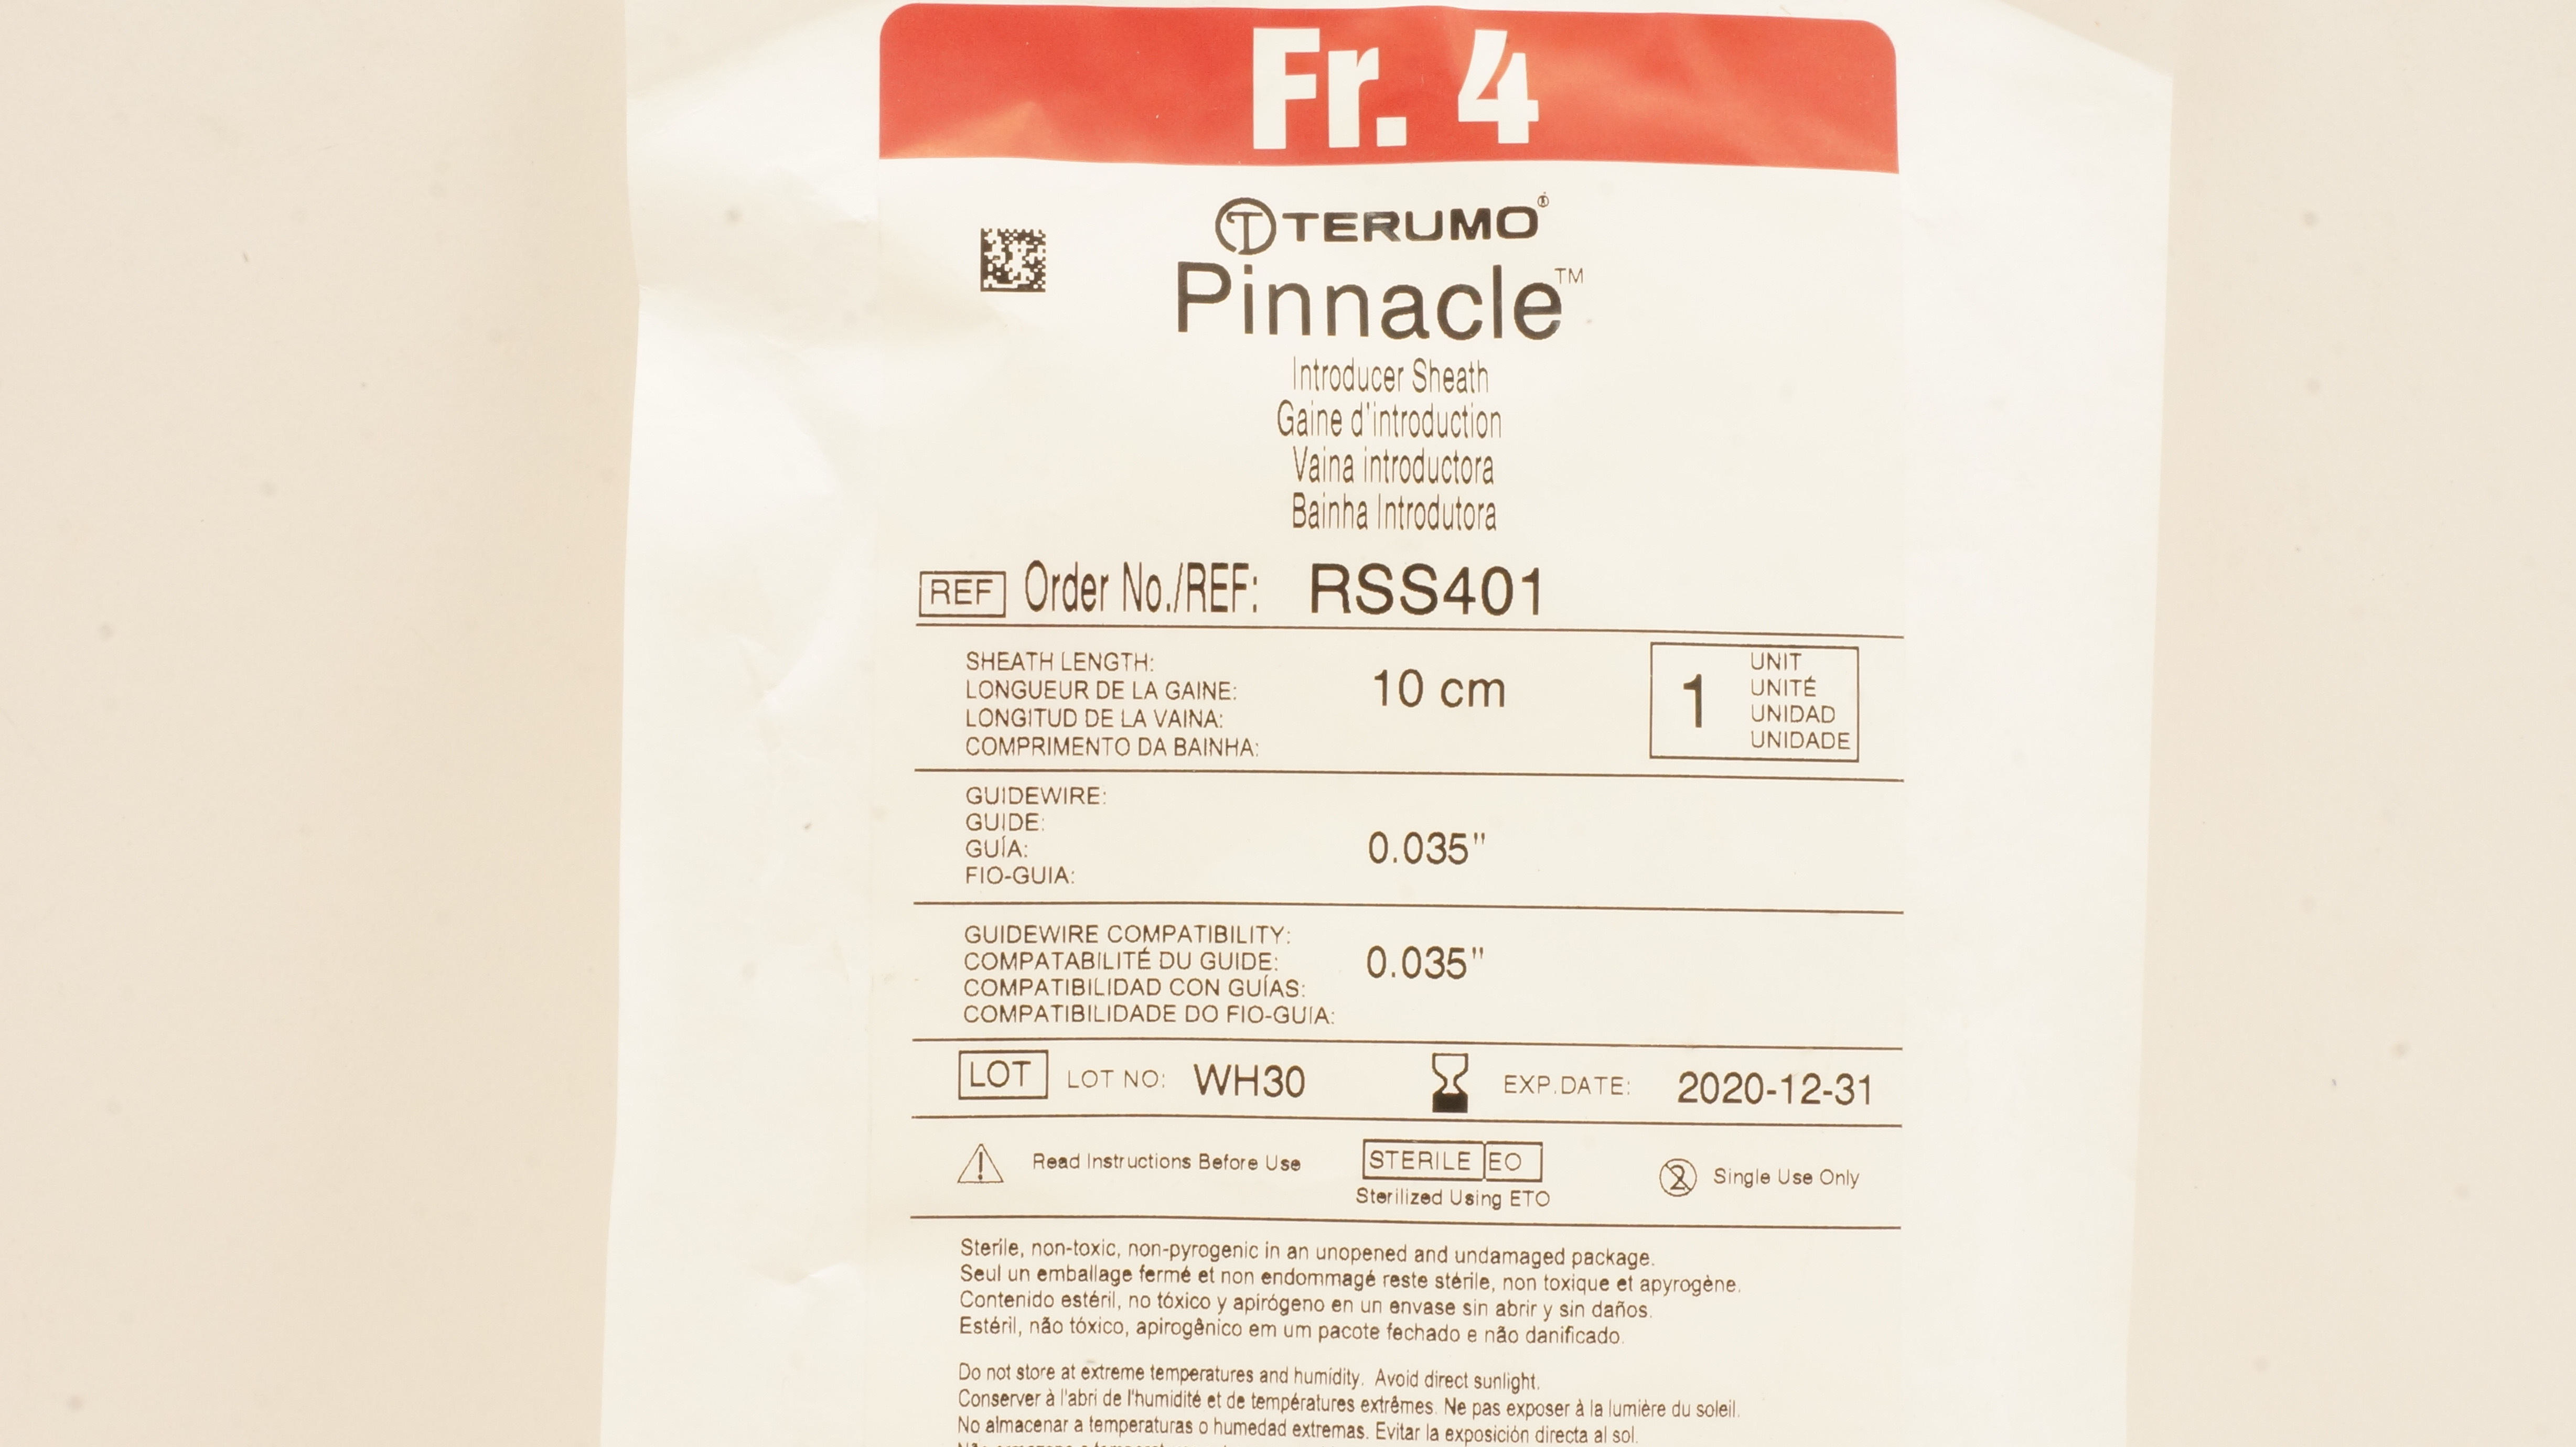 Fr. 4
TERUMO®
Pinnacle™
Introducer Sheath
Gaine d'introduction
Vaina introductora
Bainha Introdutora
REF Order No./REF: RSS401
SHEATH LENGTH:
LONGUEUR DE LA GAINE:
LONGITUD DE LA VAINA:
COMPRIMENTO DA BAINHA:
10 cm
1
UNIT
UNITÉ
UNIDAD
UNIDADE
GUIDEWIRE:
GUIDE:
GUÍA:
FIO-GUIA:
0.035"
GUIDEWIRE COMPATIBILITY:
COMPATABILITÉ DU GUIDE:
COMPATIBILIDAD CON GUÍAS:
COMPATIBILIDADE DO FIO-GUIA:
0.035"
LOT LOT NO: WH30 EXP.DATE: 2020-12-31
Read Instructions Before Use
STERILE EO
Sterilized Using ETO
2 Single Use Only
Sterile, non-toxic, non-pyrogenic in an unopened and undamaged package.
Seul un emballage fermé et non endommagé reste stérile, non toxique et apyrogène.
Contenido estéril, no tóxico y apirógeno en un envase sin abrir y sin daños.
Estéril, não tóxico, apirogênico em um pacote fechado e não danificado.
Do not store at extreme temperatures and humidity. Avoid direct sunlight.
Conserver à l'abri de l'humidité et de températures extrêmes. Ne pas exposer à la lumière du soleil.
No almacenar a temperaturas o humedad extremas. Evitar la exposición directa al sol.